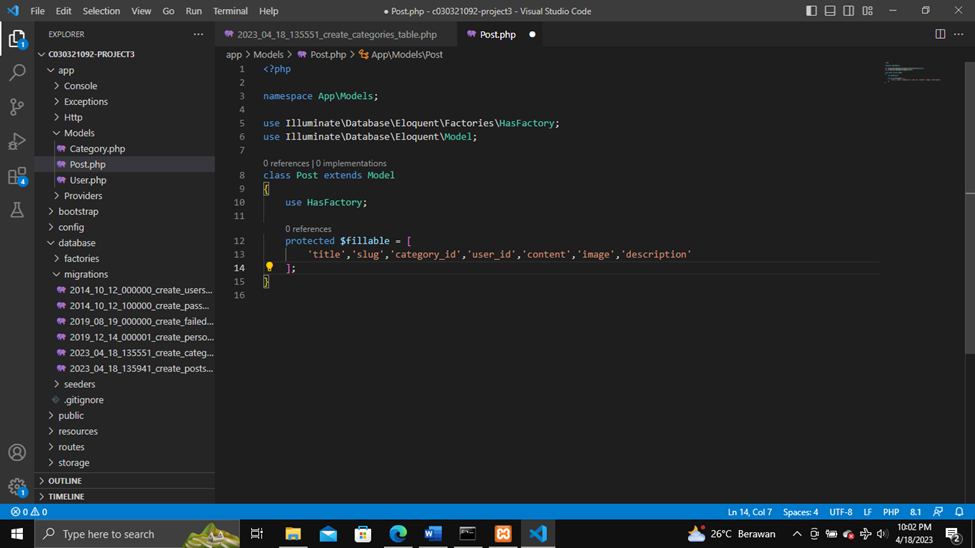 File Edit Selection View Go Run Terminal Help
● Post.php - c030321092-project3 - Visual Studio Code
EXPLORER ···
C030321092-PROJECT3
app
Console
Exceptions
Http
Models
Category.php
Post.php
User.php
Providers
bootstrap
config
database
factories
migrations
2014_10_12_000000_create_users...
2014_10_12_100000_create_pass...
2019_08_19_000000_create_failed...
2019_12_14_000001_create_perso...
2023_04_18_135551_create_categ...
2023_04_18_135941_create_posts...
seeders
.gitignore
public
resources
routes
storage
OUTLINE
TIMELINE
4
1
2023_04_18_135551_create_categories_table.php
Post.php ●
app > Models > Post.php > App\Models\Post
1 <?php
2
3 namespace App\Models;
4
5 use Illuminate\Database\Eloquent\Factories\HasFactory;
6 use Illuminate\Database\Eloquent\Model;
7
0 references | 0 implementations
8 class Post extends Model
9 {
10 use HasFactory;
11
0 references
12 protected $fillable = [
13 'title','slug','category_id','user_id','content','image','description'
14 ];
15 }
16
0 0 Ln 14, Col 7 Spaces: 4 UTF-8 LF PHP 8.1
Type here to search
26°C Berawan
10:02 PM
4/18/2023
2